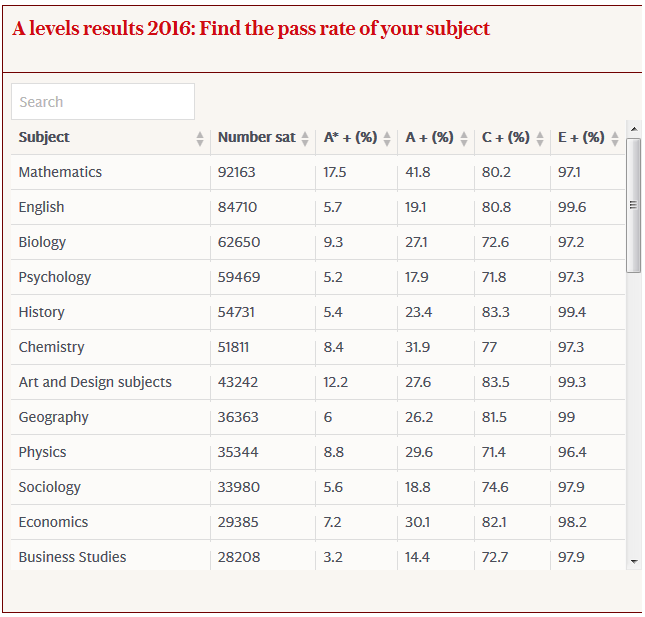 A levels results 2016: Find the pass rate of your subject
Search
Subject Number sat A* + (%) A + (%) C + (%) E + (%)
Mathematics 92163 17.5 41.8 80.2 97.1
English 84710 5.7 19.1 80.8 99.6
Biology 62650 9.3 27.1 72.6 97.2
Psychology 59469 5.2 17.9 71.8 97.3
History 54731 5.4 23.4 83.3 99.4
Chemistry 51811 8.4 31.9 77 97.3
Art and Design subjects 43242 12.2 27.6 83.5 99.3
Geography 36363 6 26.2 81.5 99
Physics 35344 8.8 29.6 71.4 96.4
Sociology 33980 5.6 18.8 74.6 97.9
Economics 29385 7.2 30.1 82.1 98.2
Business Studies 28208 3.2 14.4 72.7 97.9